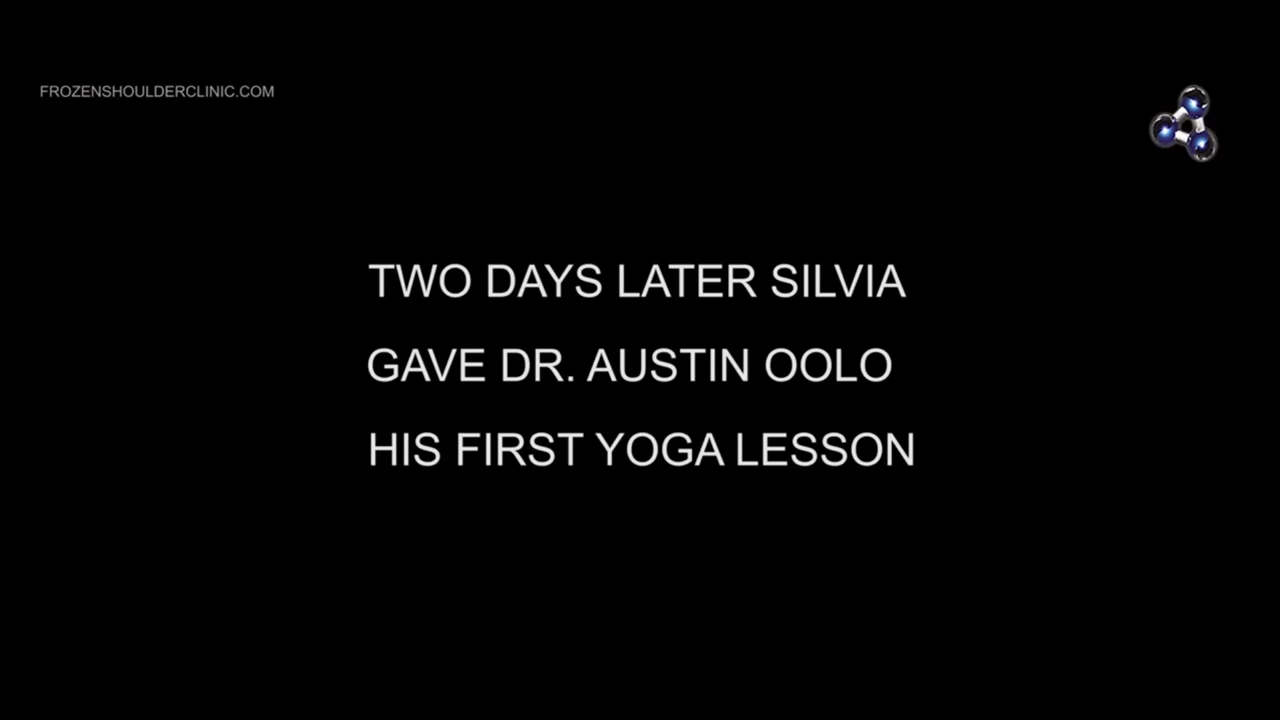 FROZENSHOULDERCLINIC.COM
TWO DAYS LATER SILVIA
GAVE DR. AUSTIN OOLO
HIS FIRST YOGA LESSON